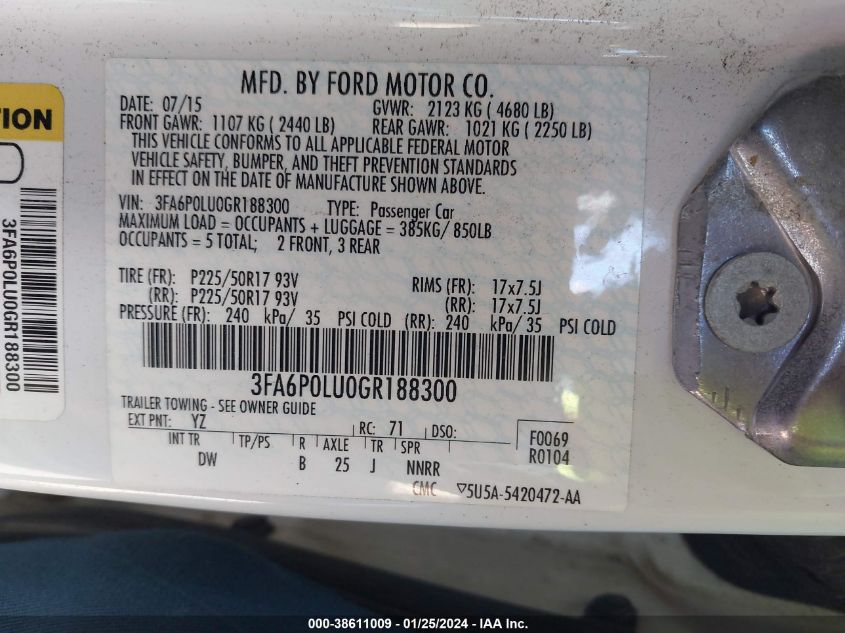 MFD. BY FORD MOTOR CO.
DATE: 07/15 GVWR: 2123 KG ( 4680 LB)
FRONT GAWR: 1107 KG ( 2440 LB) REAR GAWR: 1021 KG ( 2250 LB)
THIS VEHICLE CONFORMS TO ALL APPLICABLE FEDERAL MOTOR
VEHICLE SAFETY, BUMPER, AND THEFT PREVENTION STANDARDS
IN EFFECT ON THE DATE OF MANUFACTURE SHOWN ABOVE.
VIN: 3FA6P0LU0GR188300 TYPE: Passenger Car
MAXIMUM LOAD = OCCUPANTS + LUGGAGE = 385KG/ 850LB
OCCUPANTS = 5 TOTAL; 2 FRONT, 3 REAR
TIRE (FR): P225/50R17 93V RIMS (FR): 17x7.5J
(RR): P225/50R17 93V (RR): 17x7.5J
PRESSURE (FR): 240 kPa/ 35 PSI COLD (RR): 240 kPa/ 35 PSI COLD
3FA6P0LU0GR188300
TRAILER TOWING - SEE OWNER GUIDE
EXT PNT: YZ RC: 71 DSO: F0069
INT TR TP/PS R AXLE TR SPR R0104
DW B 25 J NNRR
CMC ▽5U5A-5420472-AA
TION
3FA6P0LU0GR188300
000-38611009 - 01/25/2024 - IAA Inc.